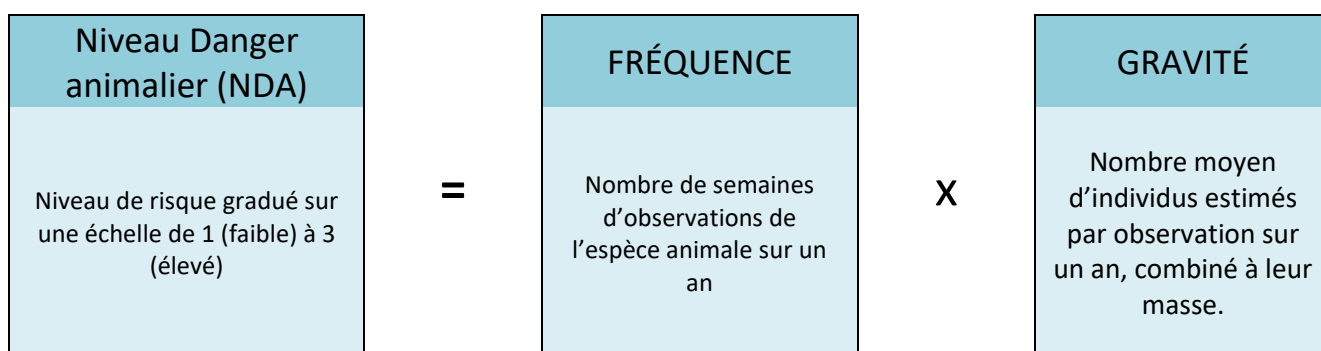 Niveau Danger
animalier (NDA)
Niveau de risque gradué sur
une échelle de 1 (faible) à 3
(élevé)
=
FRÉQUENCE
Nombre de semaines
d’observations de
l’espèce animale sur un
an
x
GRAVITÉ
Nombre moyen
d’individus estimés
par observation sur
un an, combiné à leur
masse.